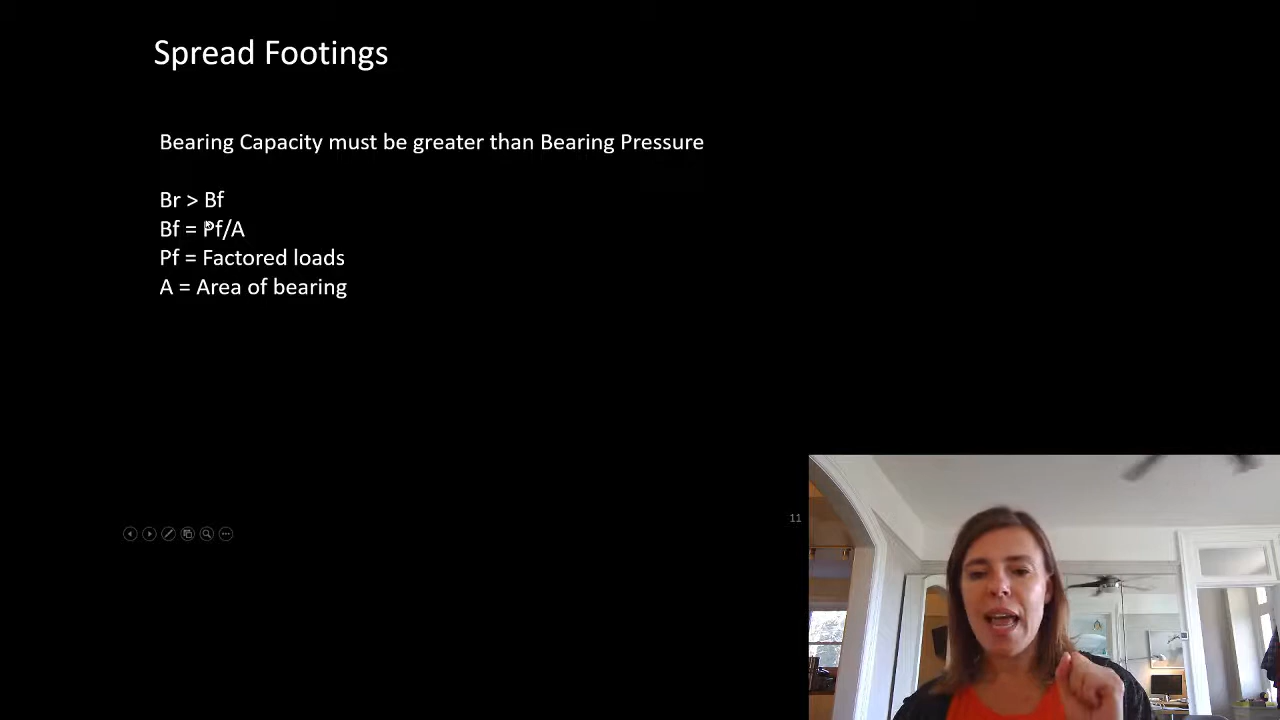 Spread Footings
Bearing Capacity must be greater than Bearing Pressure
Br > Bf
Bf = Pf/A
Pf = Factored loads
A = Area of bearing
11